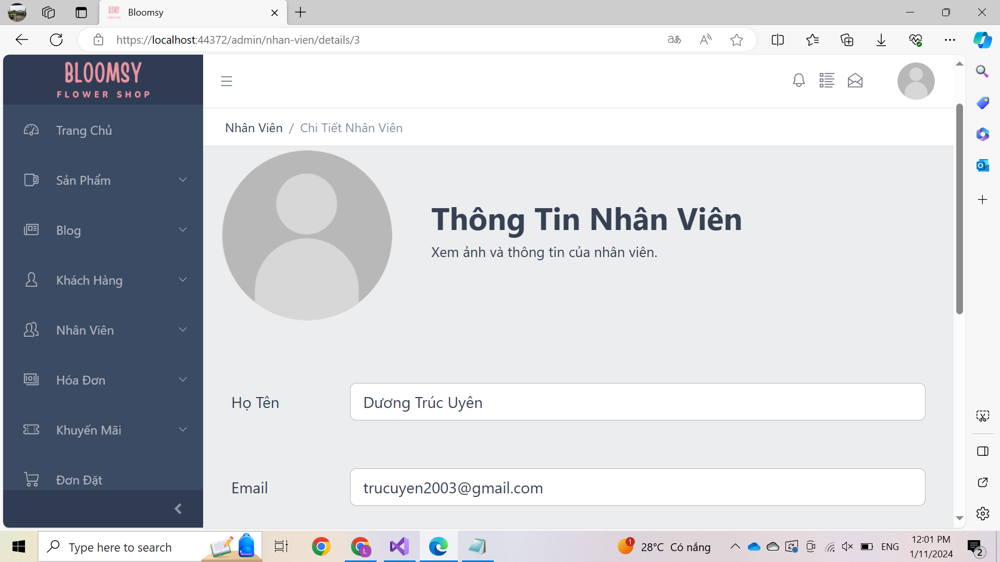 Bloomsy
https://localhost:44372/admin/nhan-vien/details/3
BLOOMSY
FLOWER SHOP
Trang Chủ
Sản Phẩm
Blog
Khách Hàng
Nhân Viên
Hóa Đơn
Khuyến Mãi
Đơn Đặt
Nhân Viên / Chi Tiết Nhân Viên
Thông Tin Nhân Viên
Xem ảnh và thông tin của nhân viên.
Họ Tên
Dương Trúc Uyên
Email
trucuyen2003@gmail.com
Type here to search
L
1
28°C Có nắng
ENG
12:01 PM
1/11/2024
2